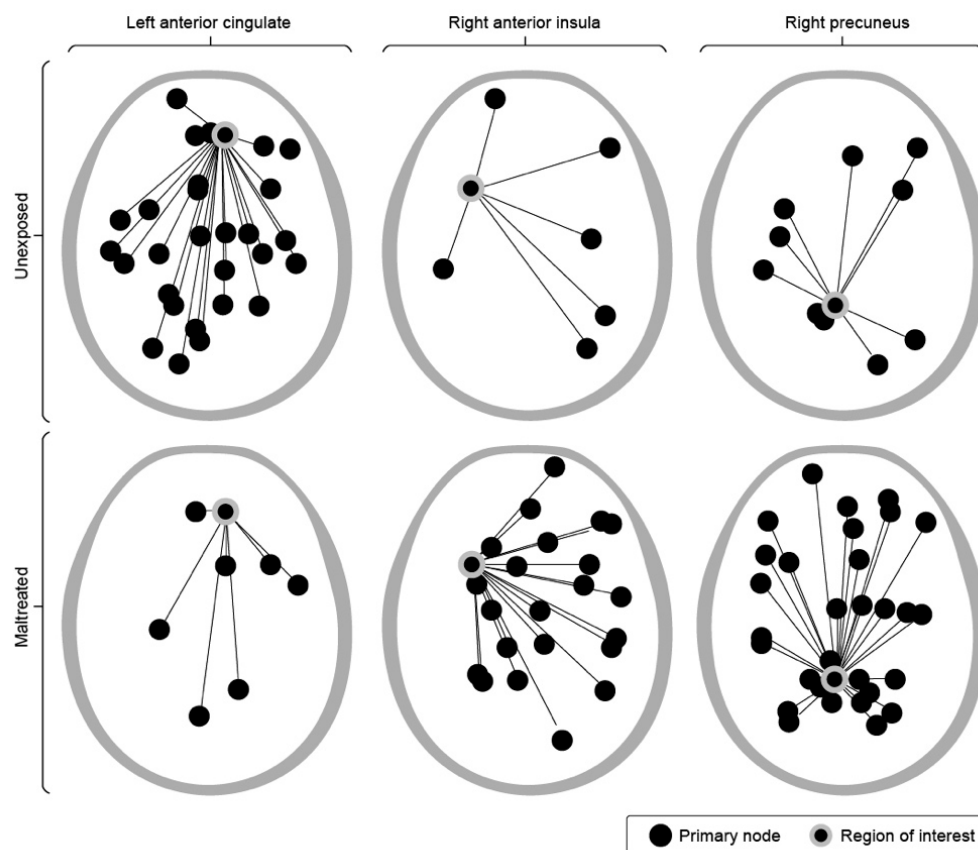 Left anterior cingulate
Right anterior insula
Right precuneus
Unexposed
Maltreated
Primary node
Region of interest